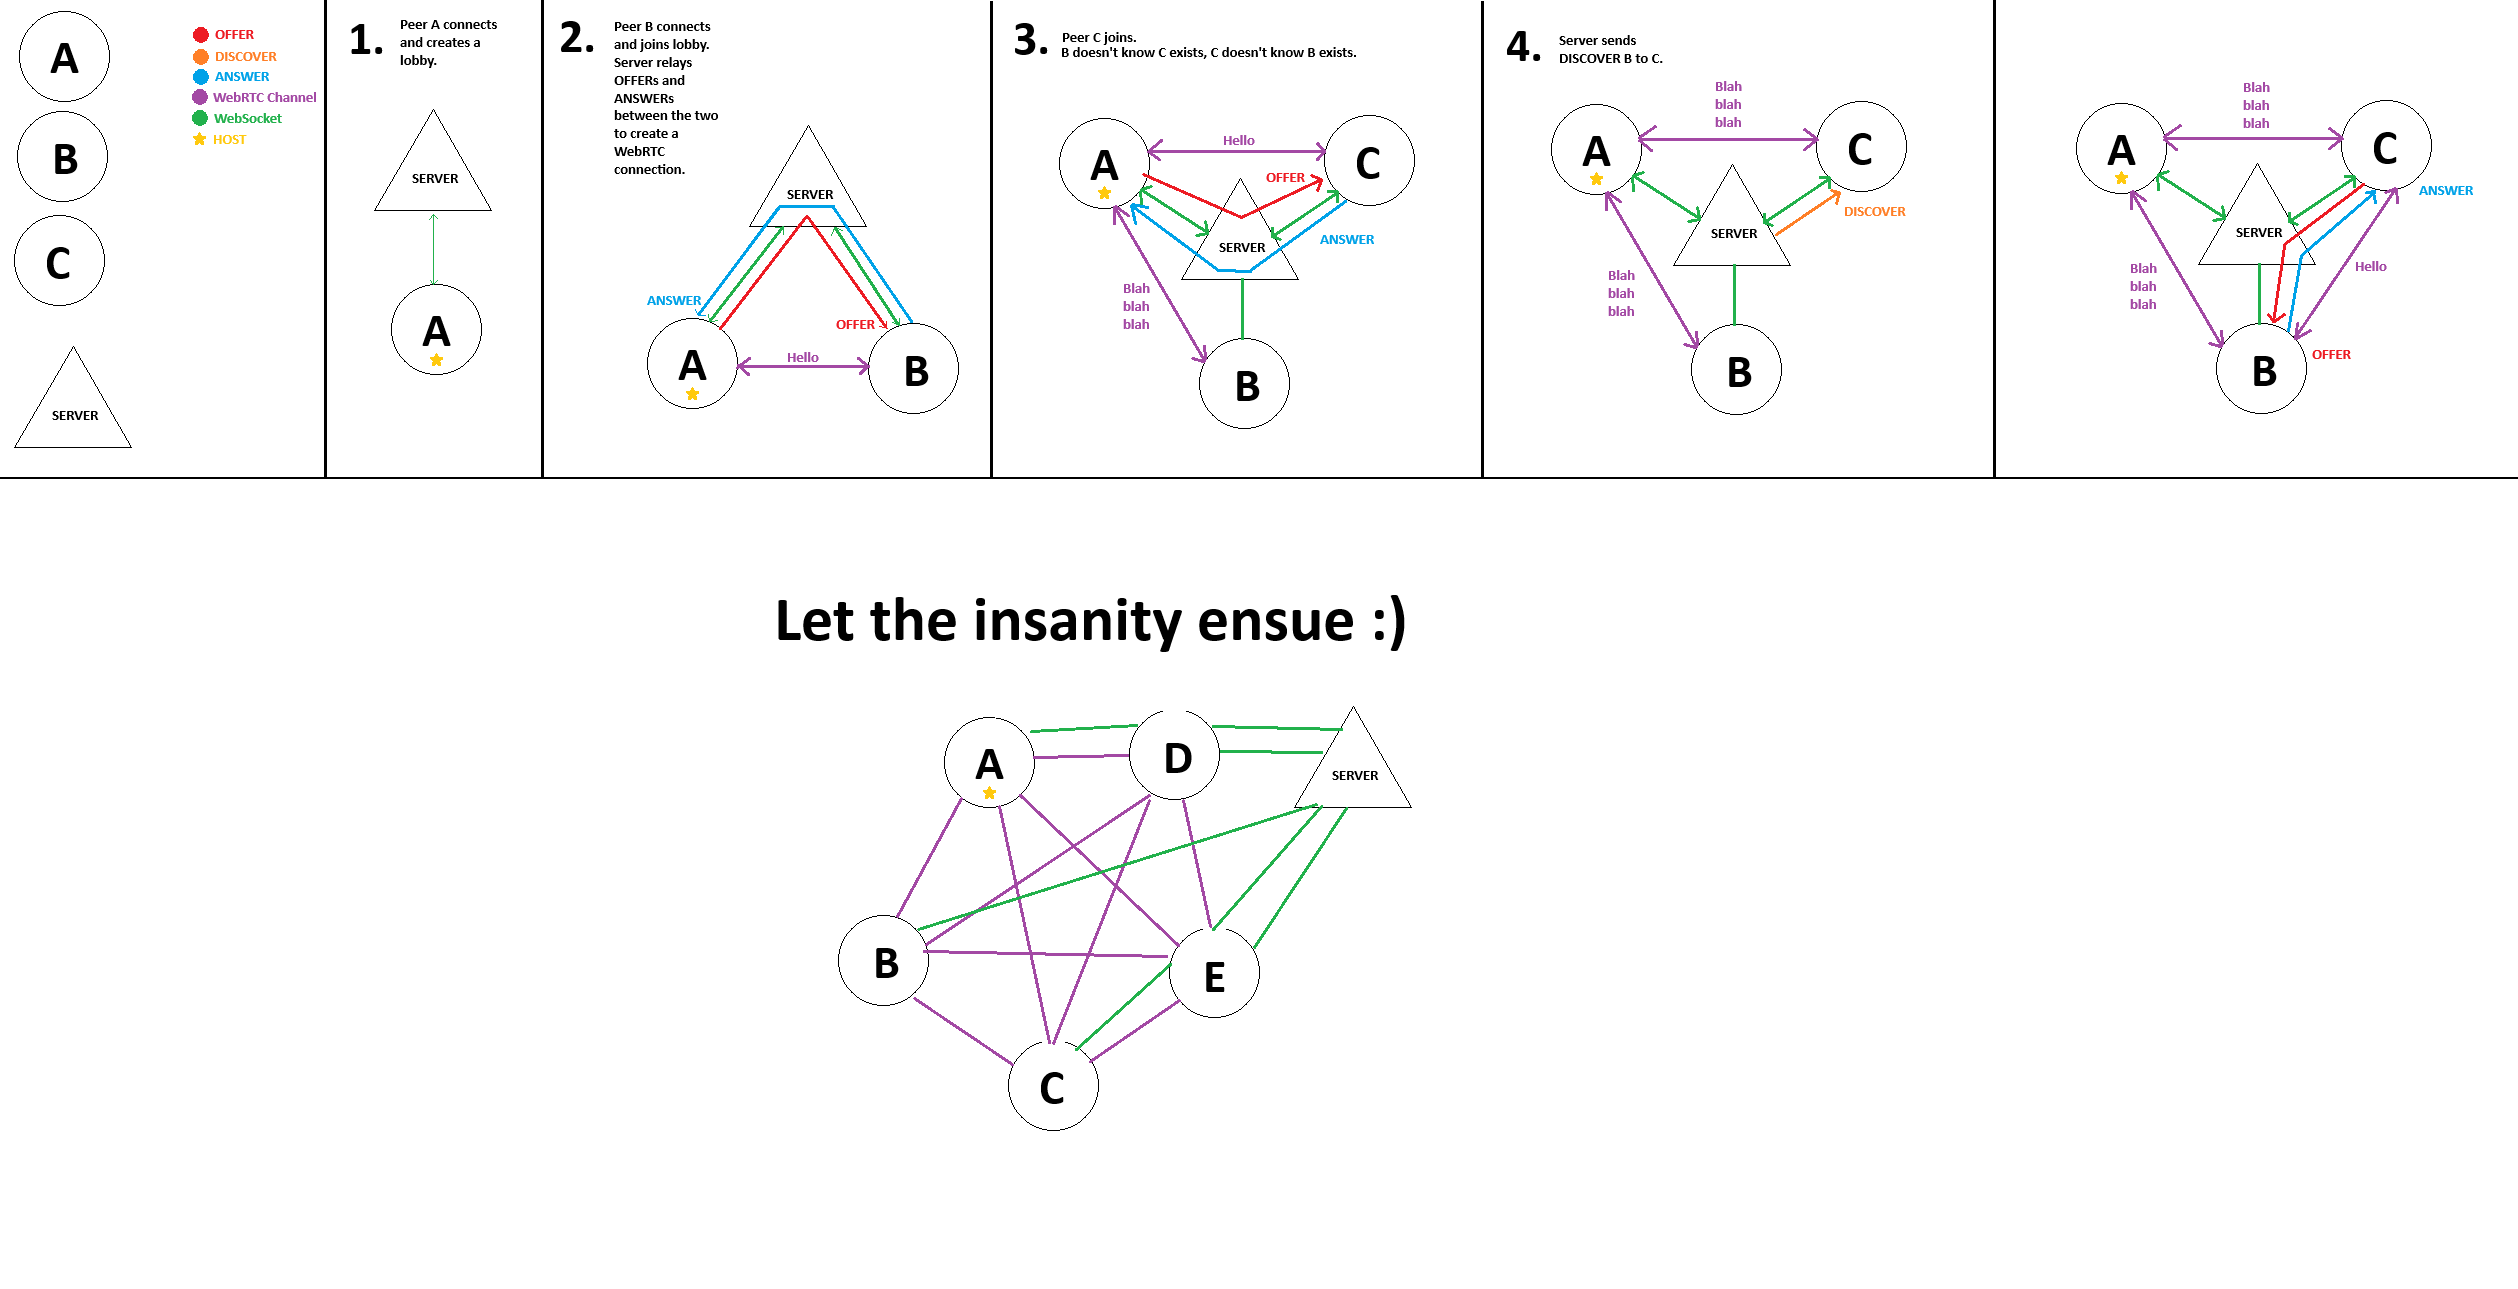 A
B
C
SERVER
OFFER
DISCOVER
ANSWER
WebRTC Channel
WebSocket
HOST
1.
Peer A connects
and creates a
lobby.
SERVER
A
2.
Peer B connects
and joins lobby.
Server relays
OFFERs and
ANSWERs
between the two
to create a
WebRTC
connection.
SERVER
ANSWER
OFFER
A
Hello
B
3.
Peer C joins.
B doesn't know C exists, C doesn't know B exists.
A
Hello
C
OFFER
SERVER
ANSWER
Blah
blah
blah
B
4.
Server sends
DISCOVER B to C.
Blah
blah
blah
A
C
DISCOVER
SERVER
Blah
blah
blah
B
Blah
blah
blah
A
C
ANSWER
SERVER
Hello
Blah
blah
blah
OFFER
B
Let the insanity ensue :)
A
D
SERVER
B
E
C